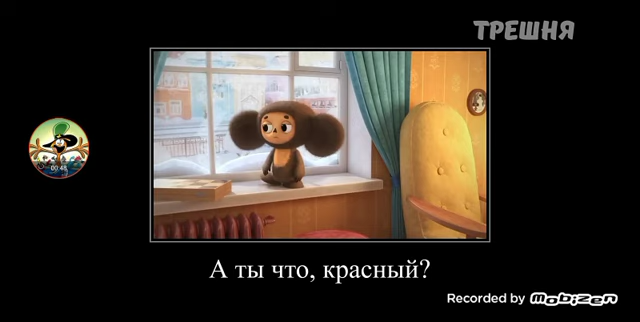 ТРЕШНЯ
00:48
А ты что, красный?
Recorded by mobizen